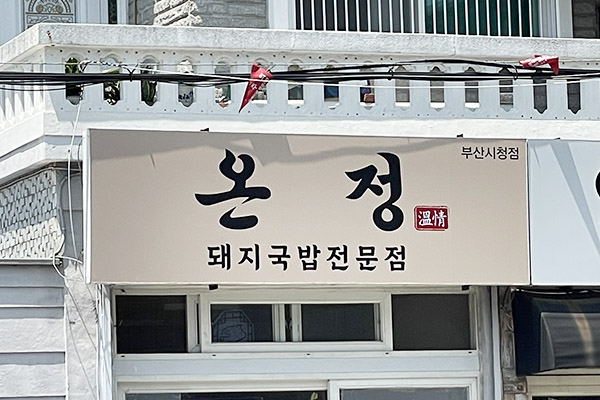 부산시청점
온정
溫情
돼지국밥전문점